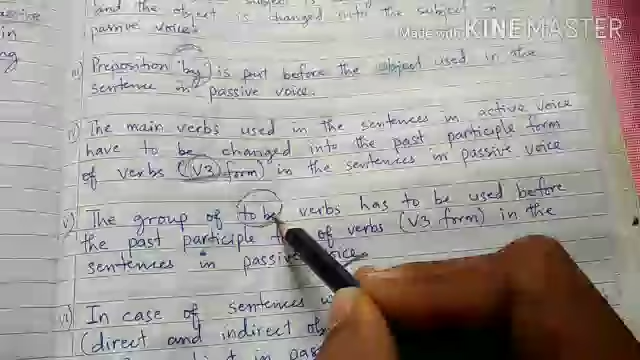 and the object is changed into the subject in
passive voice.
iii) Preposition 'by' is put before the object used in the
sentence in passive voice.
iv) The main verbs used in the sentences in active voice
have to be changed into the past participle form
of verbs (V3 form) in the sentences in passive voice
v) The group of to be verbs has to be used before
the past participle of verbs (V3 form) in the
sentences in passive voice.
vi) In case of sentences
(direct and indirect
in
Made with KINEMASTER